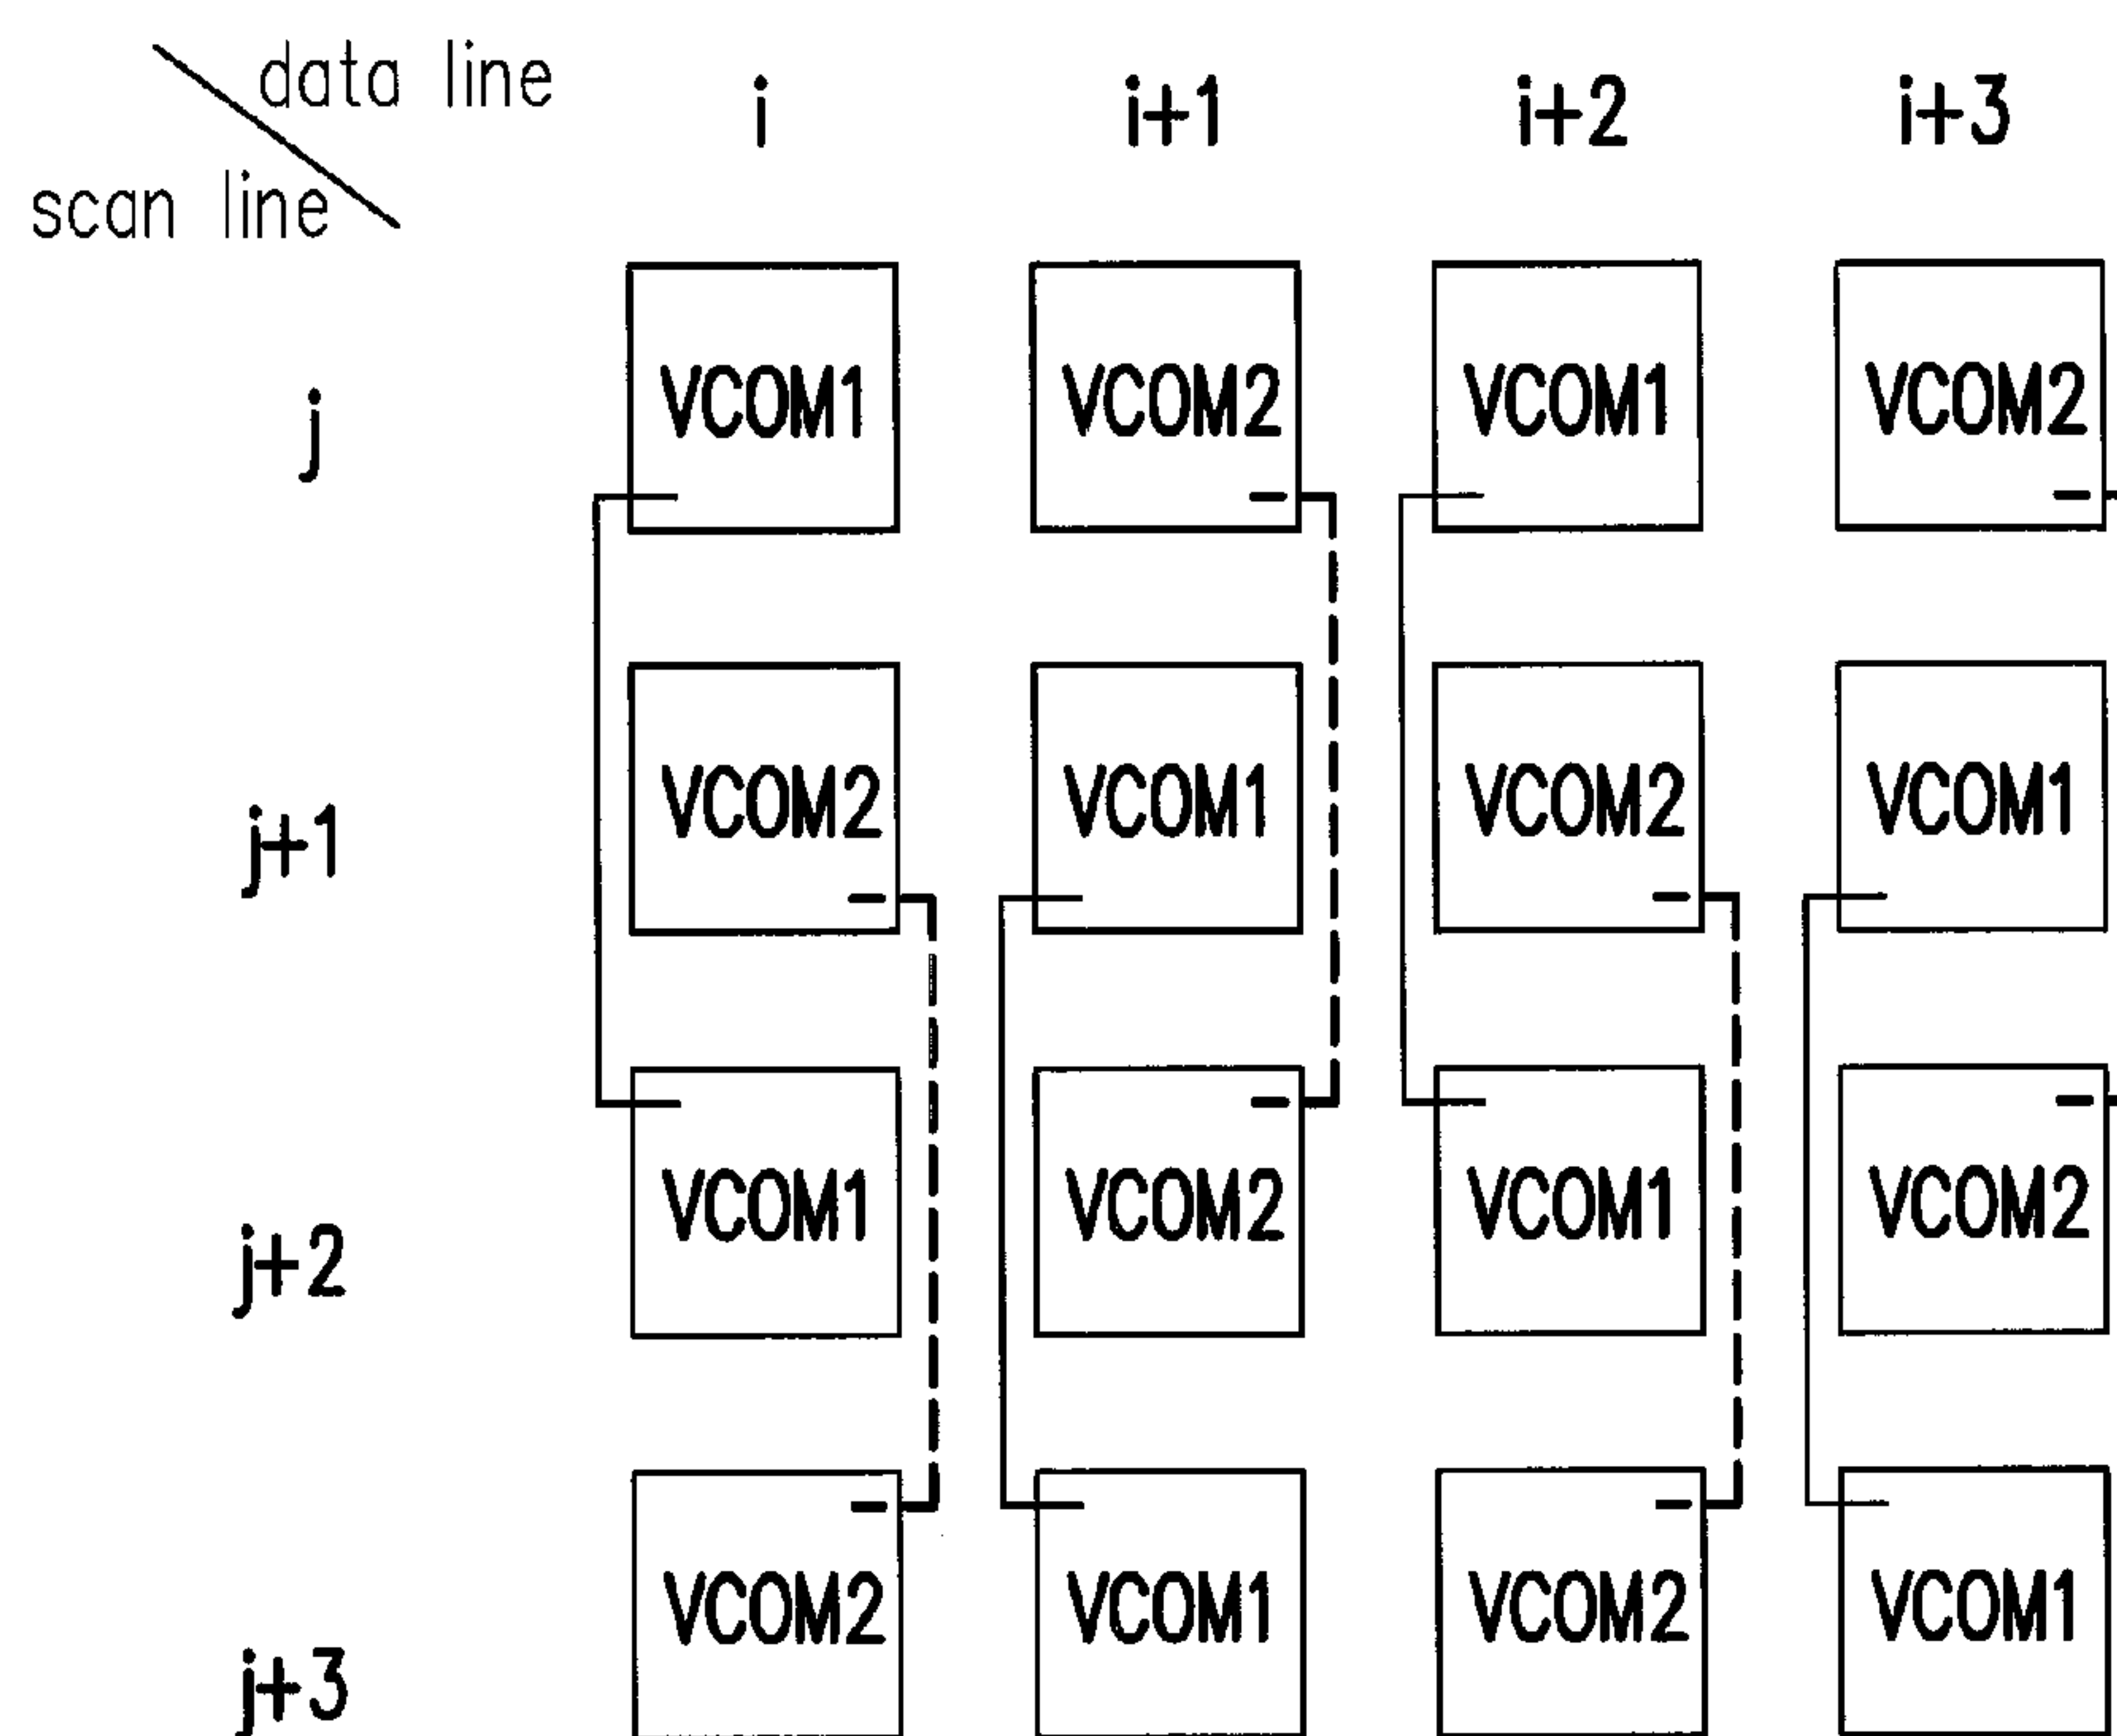 data line
scan line
i i+1 i+2 i+3
j VCOM1 VCOM2 VCOM1 VCOM2
j+1 VCOM2 VCOM1 VCOM2 VCOM1
j+2 VCOM1 VCOM2 VCOM1 VCOM2
j+3 VCOM2 VCOM1 VCOM2 VCOM1